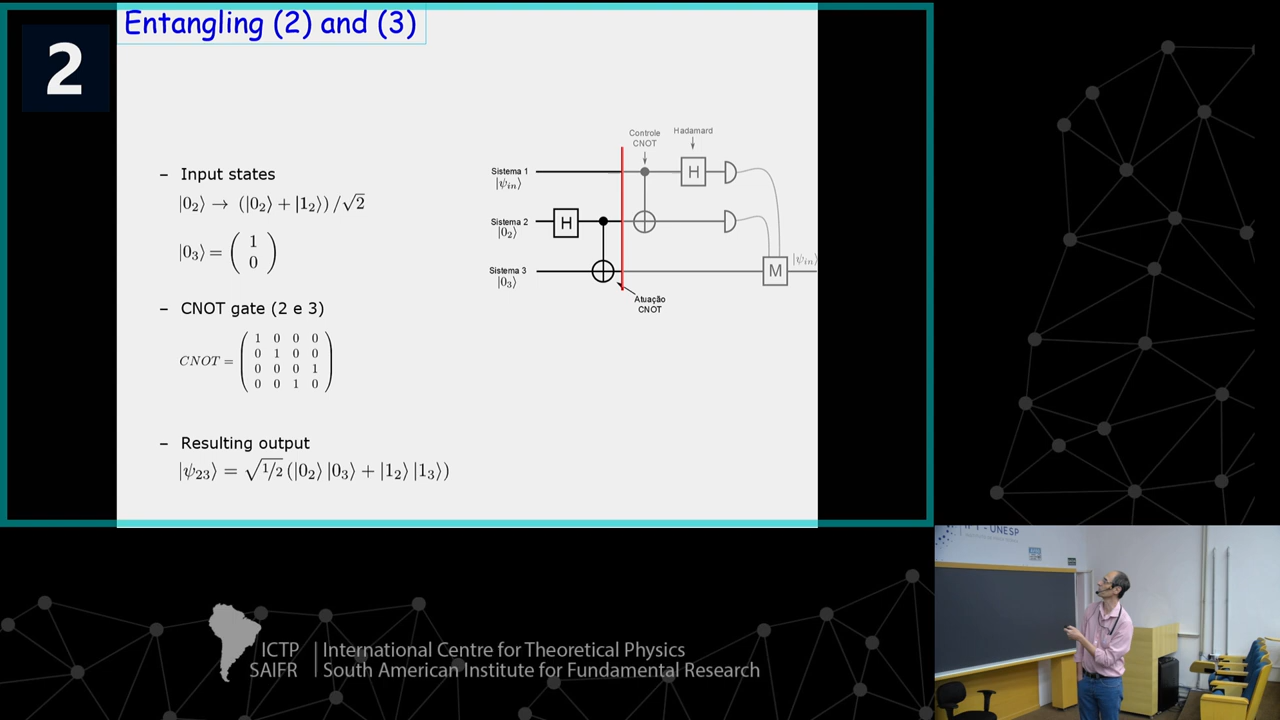 Entangling (2) and (3)
2
– Input states
|0₂⟩ → (|0₂⟩ + |1₂⟩)/√2
|0₃⟩ = ( 1 0 )
– CNOT gate (2 e 3)
CNOT = ( 1 0 0 0
0 1 0 0
0 0 0 1
0 0 1 0 )
– Resulting output
|ψ₂₃⟩ = √1/2 (|0₂⟩ |0₃⟩ + |1₂⟩ |1₃⟩)
Controle
CNOT
Hadamard
Sistema 1
|ψᵢₙ⟩
H
Sistema 2
|0₂⟩
H
Sistema 3
|0₃⟩
M
|ψᵢₙ⟩
Atuação
CNOT
UNESP
ICTP
SAIFR
International Centre for Theoretical Physics
South American Institute for Fundamental Research